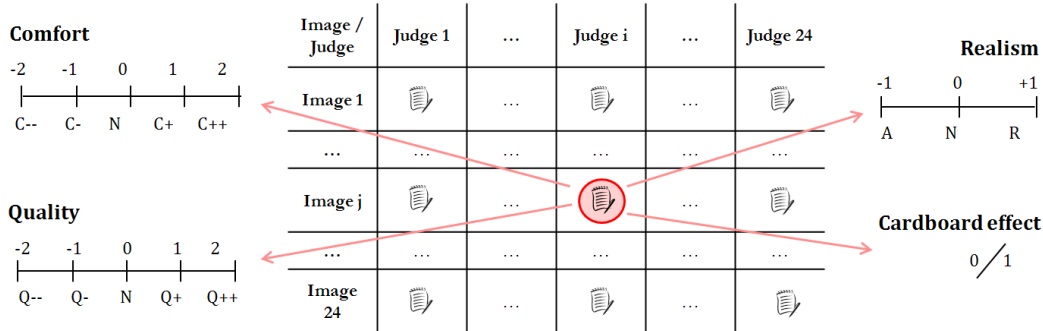 Comfort
-2 -1 0 1 2
C-- C- N C+ C++
Quality
-2 -1 0 1 2
Q-- Q- N Q+ Q++
Image / Judge 1 ... Judge i ... Judge 24
Judge
Image 1 ... ...
... ... ... ... ... ...
Image j ... ...
... ... ... ... ... ...
Image ... ...
24
Realism
-1 0 +1
A N R
Cardboard effect
0/1